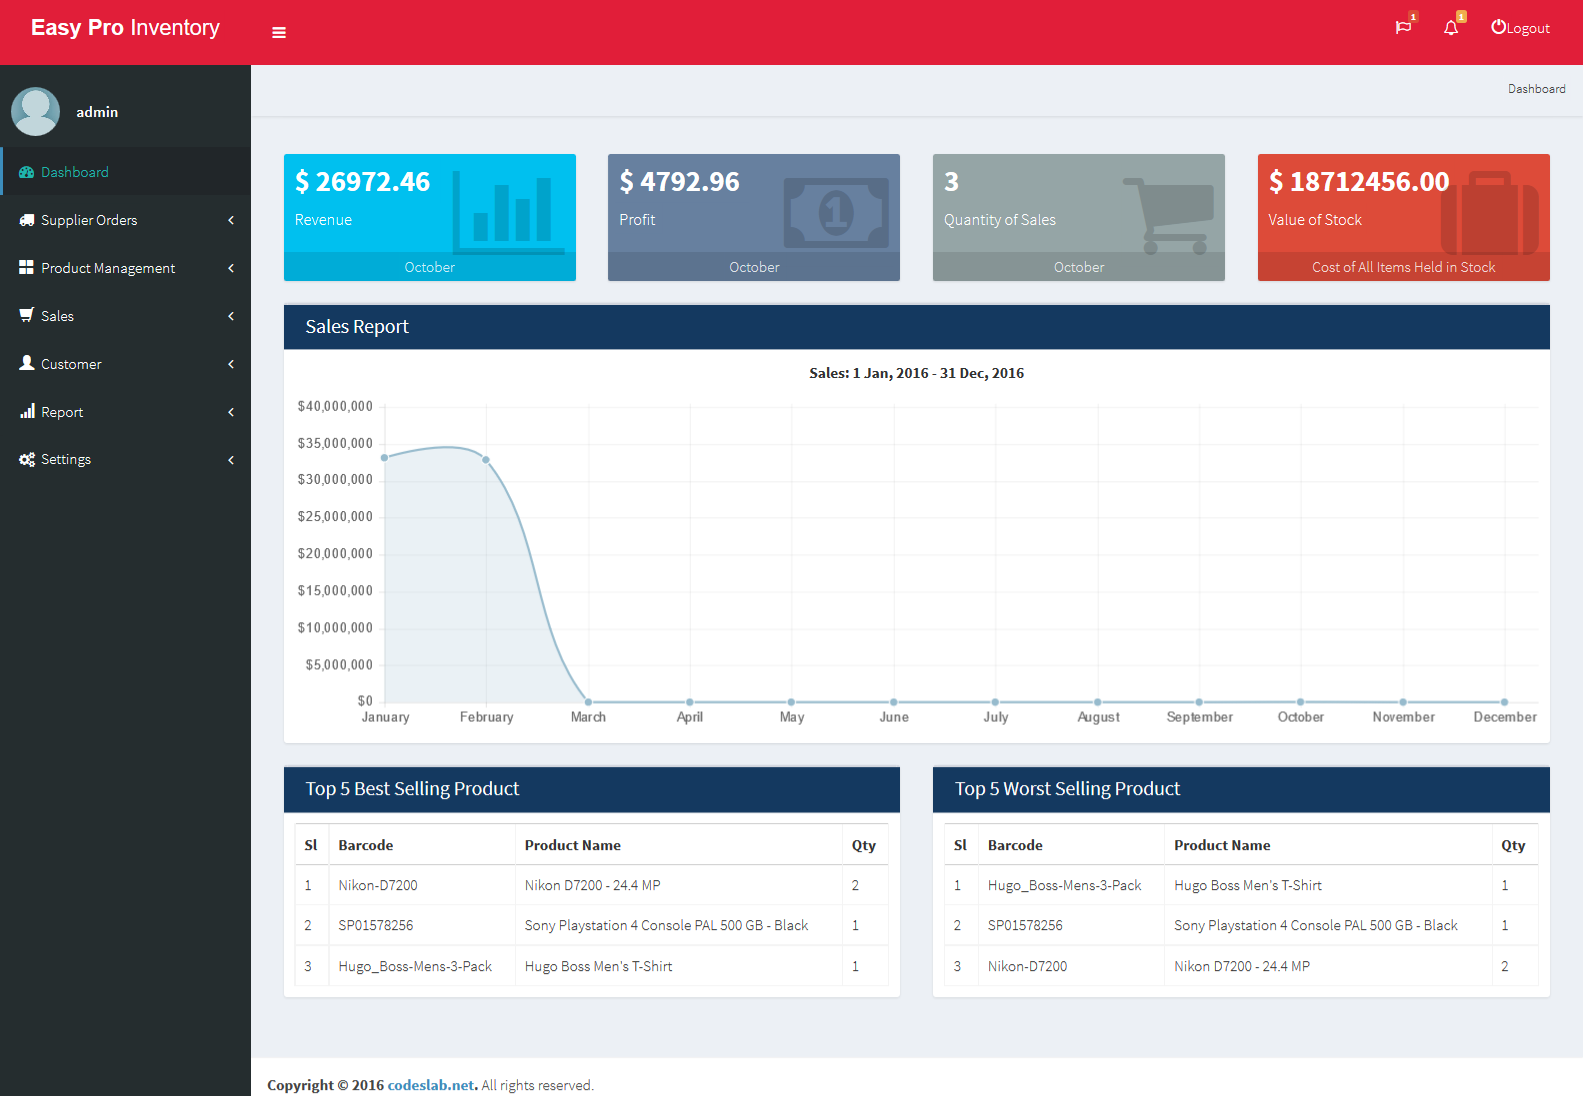 Easy Pro Inventory
1
1
Logout
admin
Dashboard
Dashboard
Supplier Orders
Product Management
Sales
Customer
Report
Settings
$ 26972.46
Revenue
October
$ 4792.96
1
Profit
October
3
Quantity of Sales
October
$ 18712456.00
Value of Stock
Cost of All Items Held in Stock
Sales Report
Sales: 1 Jan, 2016 - 31 Dec, 2016
$40,000,000
$35,000,000
$30,000,000
$25,000,000
$20,000,000
$15,000,000
$10,000,000
$5,000,000
$0
January February March April May June July August September October November December
Top 5 Best Selling Product
Sl Barcode Product Name Qty
1 Nikon-D7200 Nikon D7200 - 24.4 MP 2
2 SP01578256 Sony Playstation 4 Console PAL 500 GB - Black 1
3 Hugo_Boss-Mens-3-Pack Hugo Boss Men's T-Shirt 1
Top 5 Worst Selling Product
Sl Barcode Product Name Qty
1 Hugo_Boss-Mens-3-Pack Hugo Boss Men's T-Shirt 1
2 SP01578256 Sony Playstation 4 Console PAL 500 GB - Black 1
3 Nikon-D7200 Nikon D7200 - 24.4 MP 2
Copyright © 2016 codeslab.net. All rights reserved.